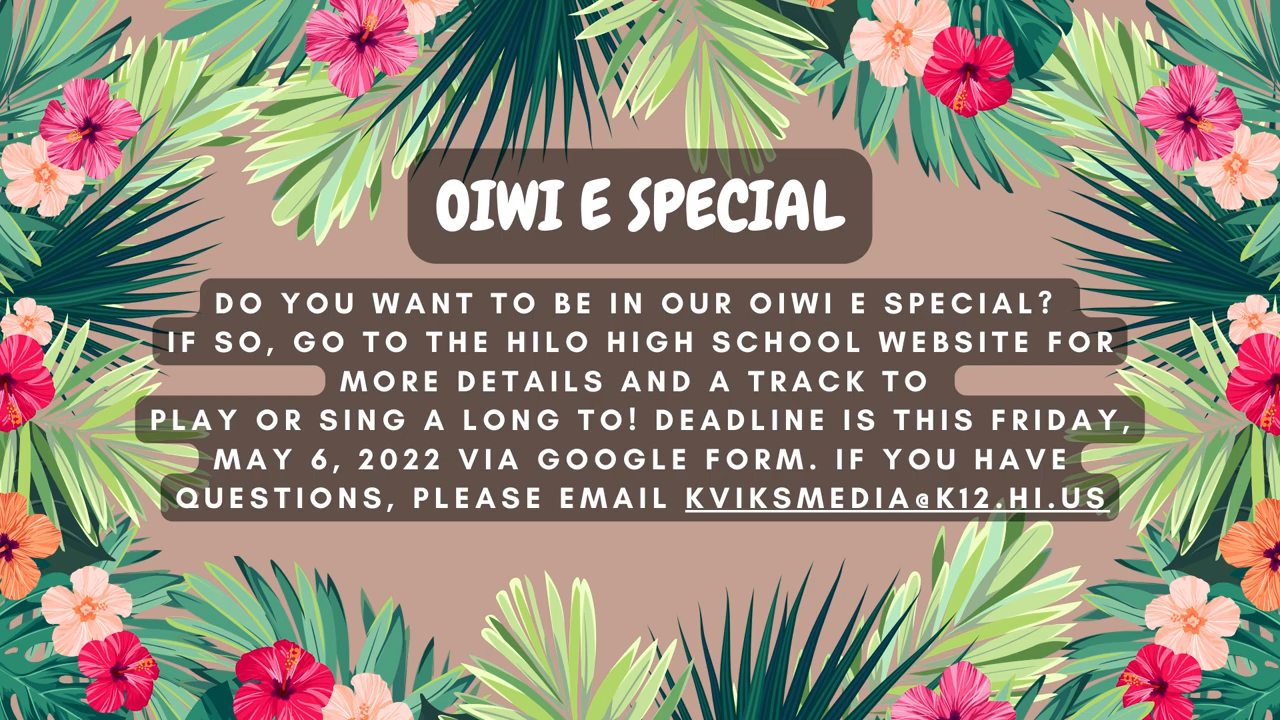 OIWI E SPECIAL
DO YOU WANT TO BE IN OUR OIWI E SPECIAL?
IF SO, GO TO THE HILO HIGH SCHOOL WEBSITE FOR
MORE DETAILS AND A TRACK TO
PLAY OR SING A LONG TO! DEADLINE IS THIS FRIDAY,
MAY 6, 2022 VIA GOOGLE FORM. IF YOU HAVE
QUESTIONS, PLEASE EMAIL KVIKSMEDIA@K12.HI.US